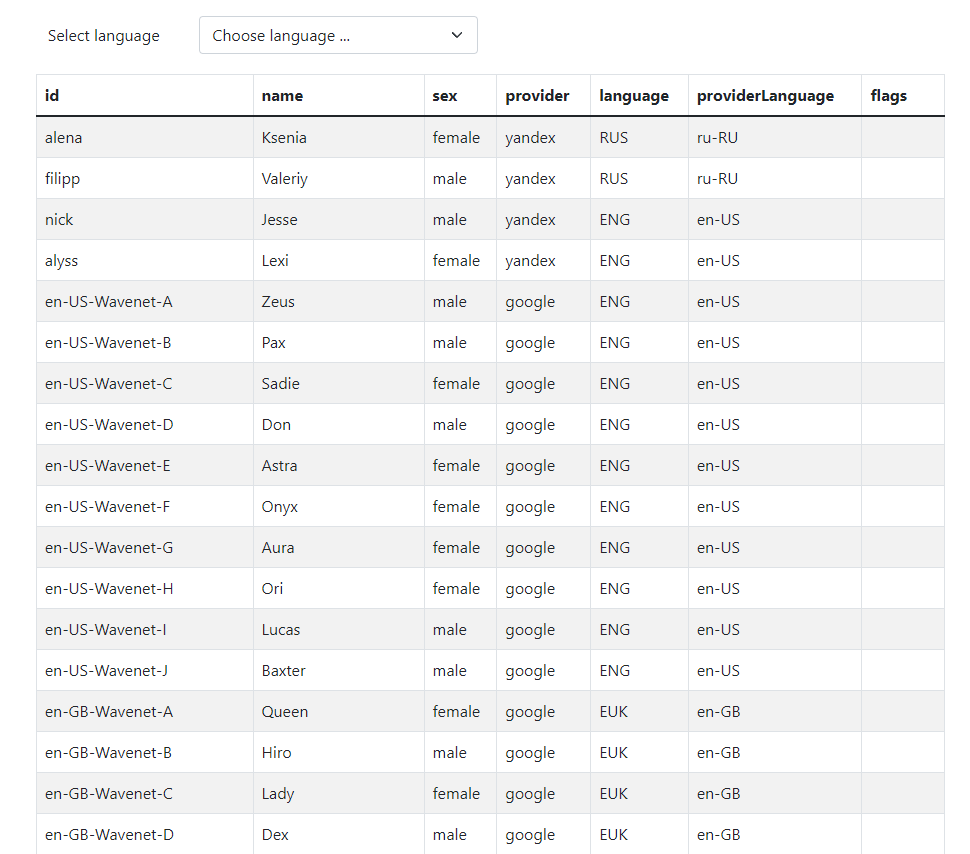 Select language Choose language ...
id name sex provider language providerLanguage flags
alena Ksenia female yandex RUS ru-RU
filipp Valeriy male yandex RUS ru-RU
nick Jesse male yandex ENG en-US
alyss Lexi female yandex ENG en-US
en-US-Wavenet-A Zeus male google ENG en-US
en-US-Wavenet-B Pax male google ENG en-US
en-US-Wavenet-C Sadie female google ENG en-US
en-US-Wavenet-D Don male google ENG en-US
en-US-Wavenet-E Astra female google ENG en-US
en-US-Wavenet-F Onyx female google ENG en-US
en-US-Wavenet-G Aura female google ENG en-US
en-US-Wavenet-H Ori female google ENG en-US
en-US-Wavenet-I Lucas male google ENG en-US
en-US-Wavenet-J Baxter male google ENG en-US
en-GB-Wavenet-A Queen female google EUK en-GB
en-GB-Wavenet-B Hiro male google EUK en-GB
en-GB-Wavenet-C Lady female google EUK en-GB
en-GB-Wavenet-D Dex male google EUK en-GB